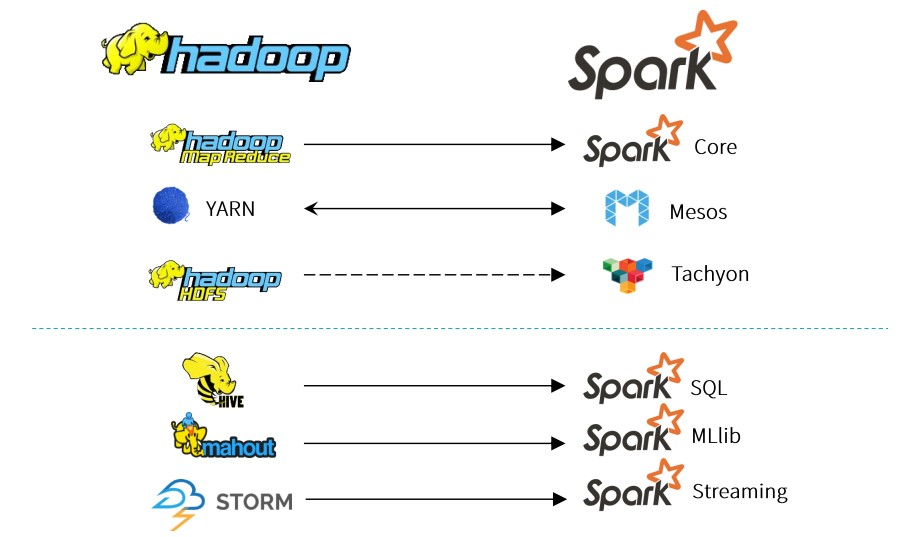 hadoop
Spark
hadoop
Map Reduce
Spark Core
YARN
Mesos
hadoop
HDFS
Tachyon
HIVE
Spark SQL
mahout
Spark MLlib
STORM
Spark Streaming